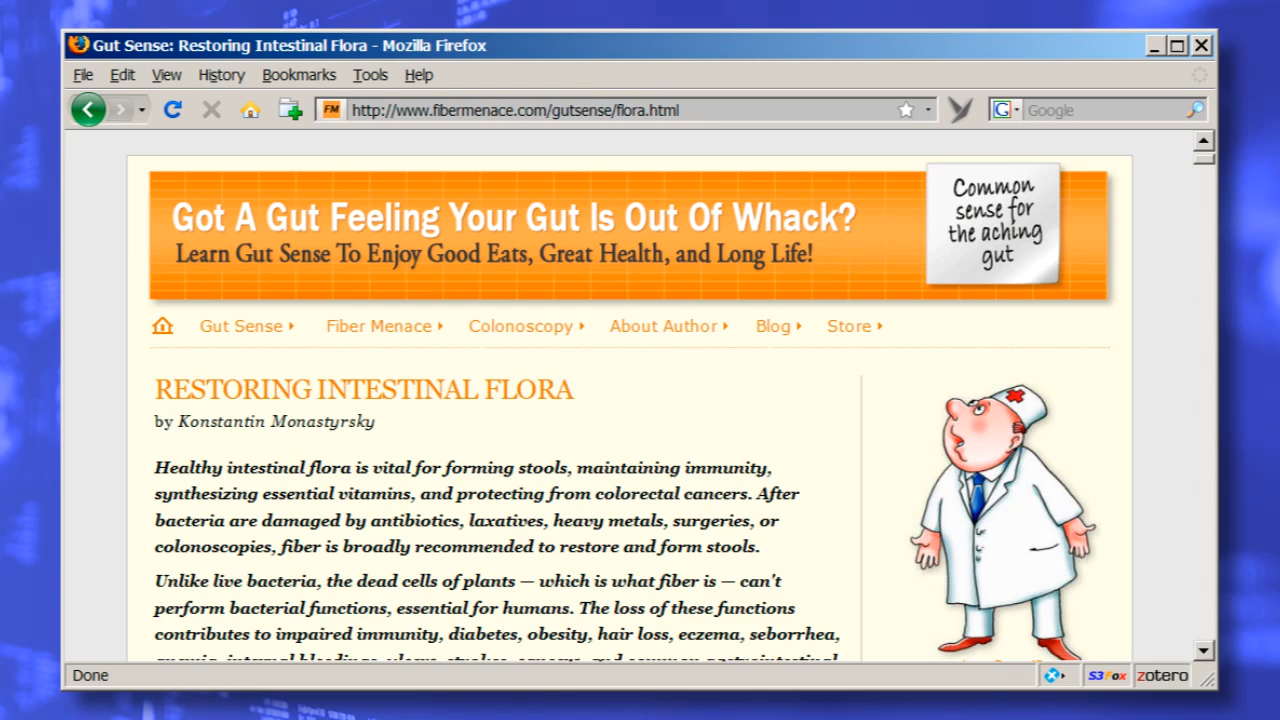 Gut Sense: Restoring Intestinal Flora - Mozilla Firefox
File Edit View History Bookmarks Tools Help
FM http://www.fibermenace.com/gutsense/flora.html G Google
Got A Gut Feeling Your Gut Is Out Of Whack?
Learn Gut Sense To Enjoy Good Eats, Great Health, and Long Life!
Common
sense for
the aching
gut
Gut Sense Fiber Menace Colonoscopy About Author Blog Store
RESTORING INTESTINAL FLORA
by Konstantin Monastyrsky
Healthy intestinal flora is vital for forming stools, maintaining immunity,
synthesizing essential vitamins, and protecting from colorectal cancers. After
bacteria are damaged by antibiotics, laxatives, heavy metals, surgeries, or
colonoscopies, fiber is broadly recommended to restore and form stools.
Unlike live bacteria, the dead cells of plants — which is what fiber is — can't
perform bacterial functions, essential for humans. The loss of these functions
contributes to impaired immunity, diabetes, obesity, hair loss, eczema, seborrhea,
Done S3Fox zotero